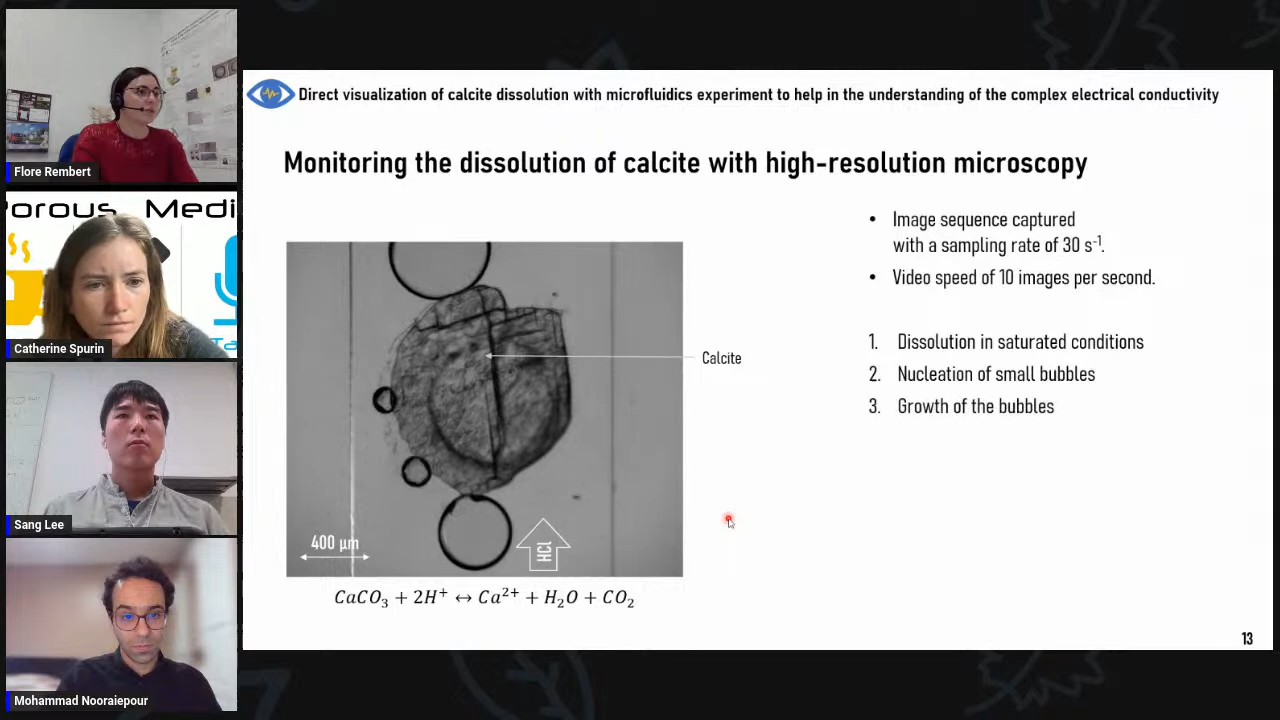 Direct visualization of calcite dissolution with microfluidics experiment to help in the understanding of the complex electrical conductivity
Monitoring the dissolution of calcite with high-resolution microscopy
• Image sequence captured
with a sampling rate of 30 s⁻¹.
• Video speed of 10 images per second.
1. Dissolution in saturated conditions
2. Nucleation of small bubbles
3. Growth of the bubbles
Calcite
400 µm
HCl
CaCO₃ + 2H⁺ ↔ Ca²⁺ + H₂O + CO₂
13
Flore Rembert
Porous Medi
Ta
Catherine Spurin
Sang Lee
Mohammad Nooraiepour